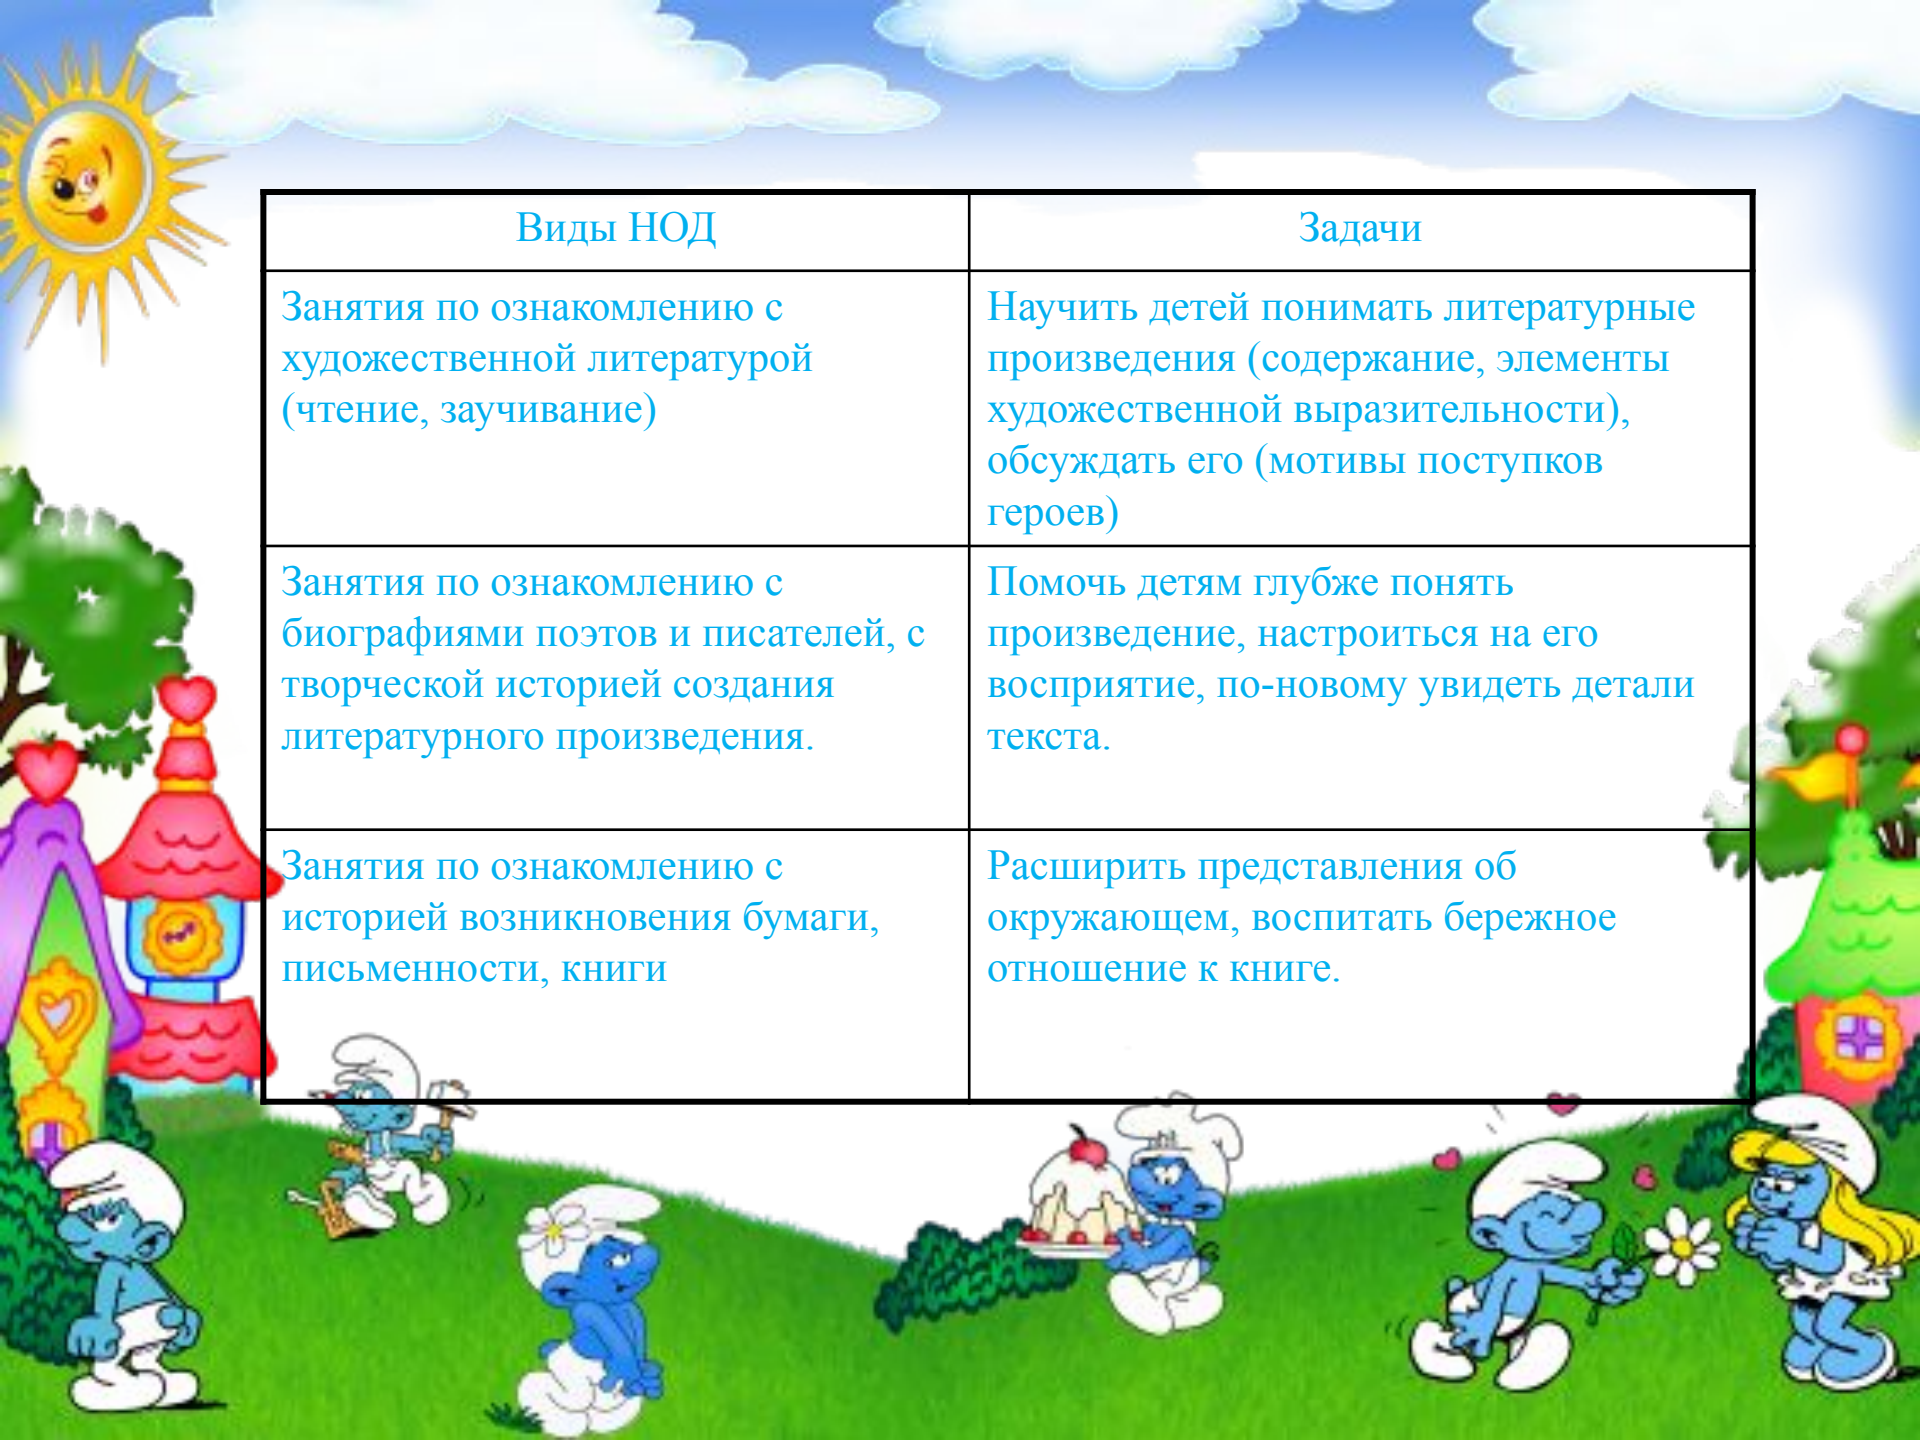 Виды НОД
Задачи
Занятия по ознакомлению с
художественной литературой
(чтение, заучивание)
Научить детей понимать литературные
произведения (содержание, элементы
художественной выразительности),
обсуждать его (мотивы поступков
героев)
Занятия по ознакомлению с
биографиями поэтов и писателей, с
творческой историей создания
литературного произведения.
Помочь детям глубже понять
произведение, настроиться на его
восприятие, по-новому увидеть детали
текста.
Занятия по ознакомлению с
историей возникновения бумаги,
письменности, книги
Расширить представления об
окружающем, воспитать бережное
отношение к книге.